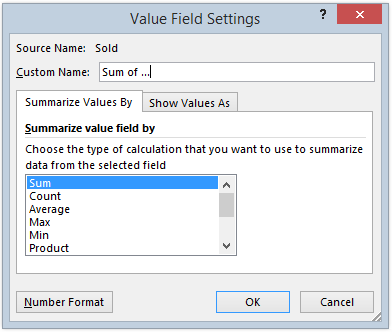 Value Field Settings
?
×
Source Name: Sold
Custom Name: Sum of ...
Summarize Values By Show Values As
Summarize value field by
Choose the type of calculation that you want to use to summarize
data from the selected field
Sum
Count
Average
Max
Min
Product
Number Format OK Cancel